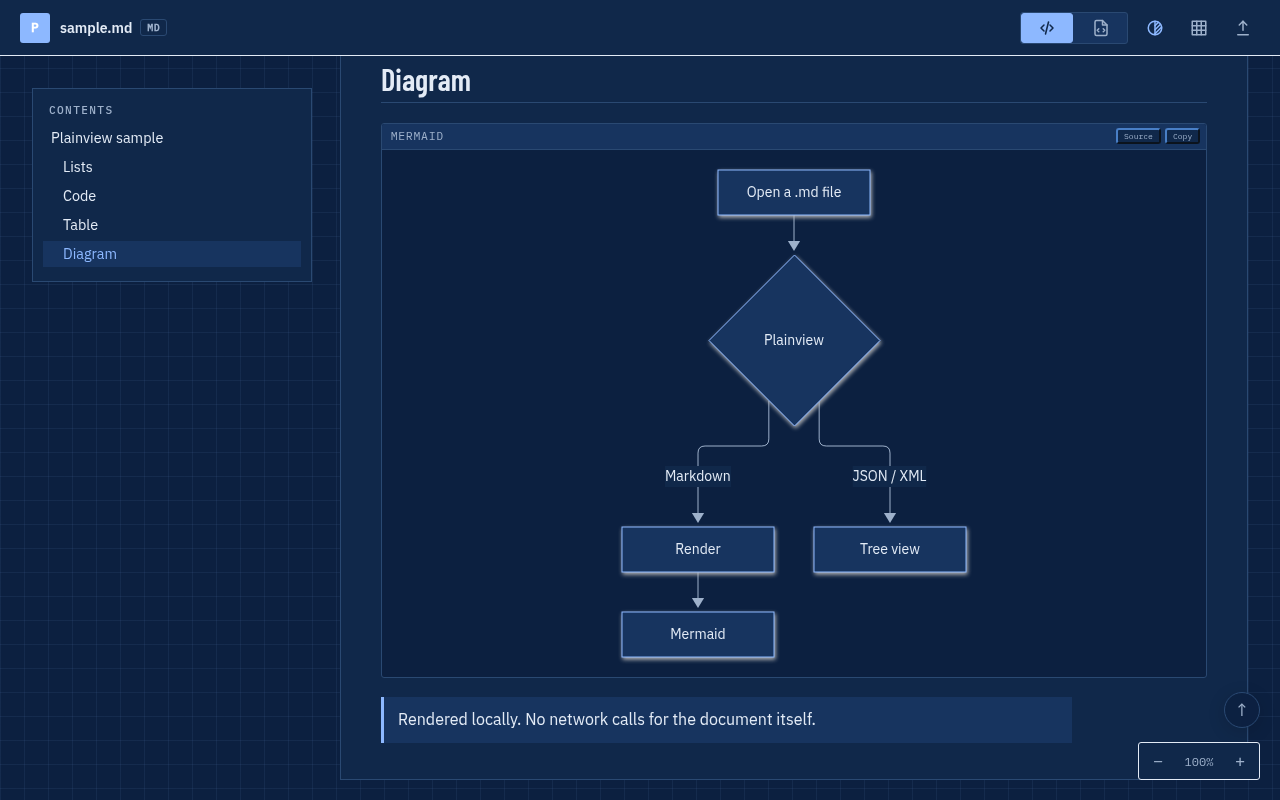 P sample.md MD
CONTENTS
Plainview sample
Lists
Code
Table
Diagram
Diagram
MERMAID
Source Copy
Open a .md file
Plainview
Markdown JSON / XML
Render Tree view
Mermaid
Rendered locally. No network calls for the document itself.
− 100% +